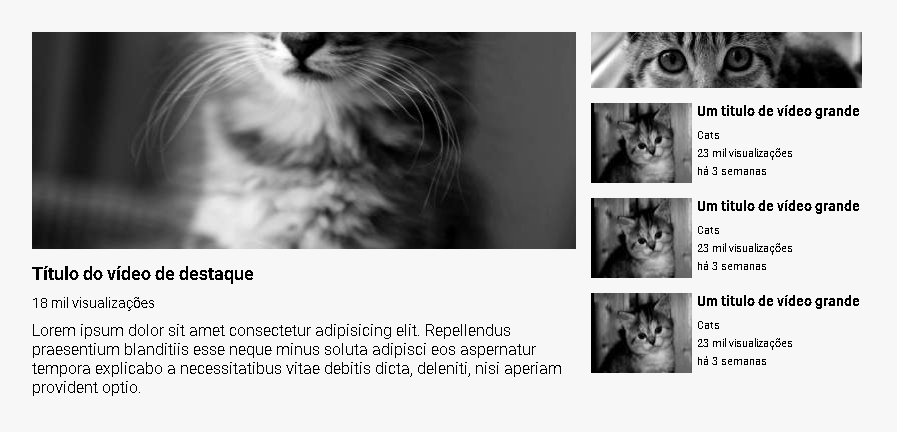 Título do vídeo de destaque
18 mil visualizações
Lorem ipsum dolor sit amet consectetur adipisicing elit. Repellendus
praesentium blanditiis esse neque minus soluta adipisci eos aspernatur
tempora explicabo a necessitatibus vitae debitis dicta, deleniti, nisi aperiam
provident optio.
Um titulo de vídeo grande
Cats
23 mil visualizações
há 3 semanas
Um titulo de vídeo grande
Cats
23 mil visualizações
há 3 semanas
Um titulo de vídeo grande
Cats
23 mil visualizações
há 3 semanas